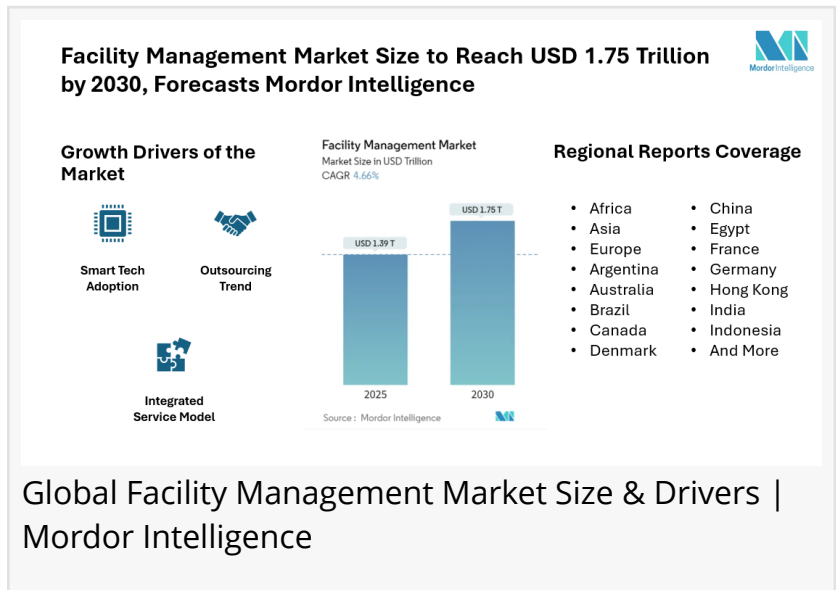 Facility Management Market Size to Reach USD 1.75 Trillion
by 2030, Forecasts Mordor Intelligence
MordorIntelligence
Growth Drivers of the
Market
Smart Tech
Adoption
Outsourcing
Trend
Integrated
Service Model
Facility Management Market
Market Size in USD Trillion
CAGR 4.66%
USD 1.39 T
USD 1.75 T
2025
2030
Source : Mordor Intelligence
Regional Reports Coverage
• Africa
• Asia
• Europe
• Argentina
• Australia
• Brazil
• Canada
• Denmark
• China
• Egypt
• France
• Germany
• Hong Kong
• India
• Indonesia
• And More
Global Facility Management Market Size & Drivers |
Mordor Intelligence